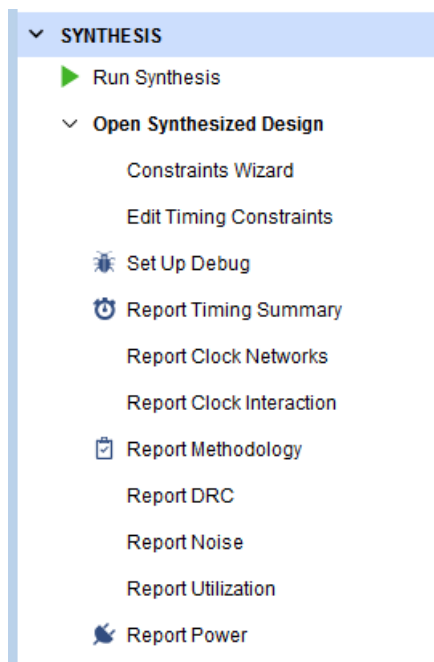 SYNTHESIS
Run Synthesis
Open Synthesized Design
Constraints Wizard
Edit Timing Constraints
Set Up Debug
Report Timing Summary
Report Clock Networks
Report Clock Interaction
Report Methodology
Report DRC
Report Noise
Report Utilization
Report Power